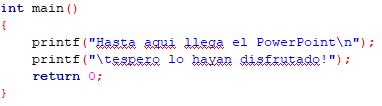 int main()
{
printf("Hasta aqui llega el PowerPoint\n");
printf("\tespero lo hayan disfrutado!");
return 0;
}